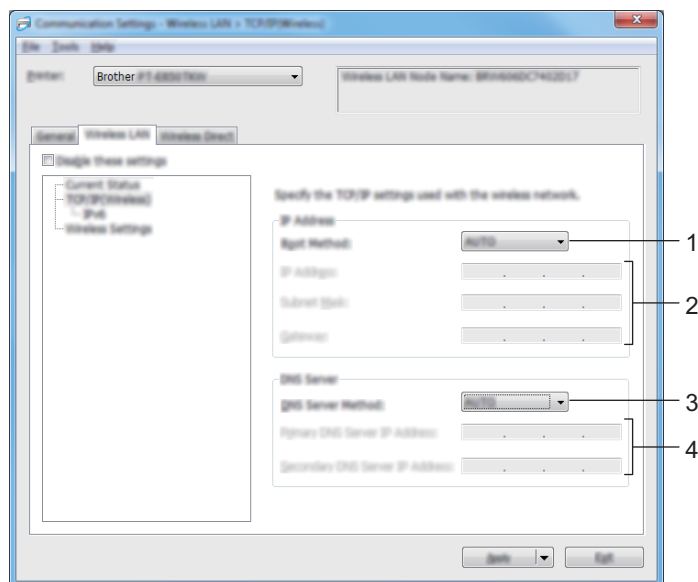 Communication Settings - Wireless LAN > TCP/IP(Wireless)
File Tools Help
Printer: Brother PT-E850TKW
Wireless LAN Node Name: BRW606DC7402D17
General Wireless LAN Wireless Direct
Disable these settings
Current Status
TCP/IP(Wireless)
IPv6
Wireless Settings
Specify the TCP/IP settings used with the wireless network.
IP Address
Boot Method: AUTO 1
IP Address: . . .
Subnet Mask: . . . 2
Gateway: . . .
DNS Server
DNS Server Method: AUTO 3
Primary DNS Server IP Address: . . .
4
Secondary DNS Server IP Address: . . .
Apply Exit